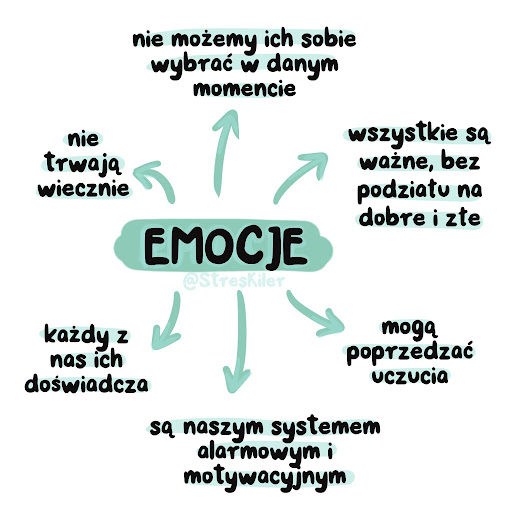 nie możemy ich sobie
wybrać w danym
momencie
nie
trwają
wiecznie
wszystkie są
ważne, bez
podziału na
dobre i złe
EMOCJE
@StresKiler
każdy z
nas ich
doświadcza
mogą
poprzedzać
uczucia
są naszym systemem
alarmowym i
motywacyjnym